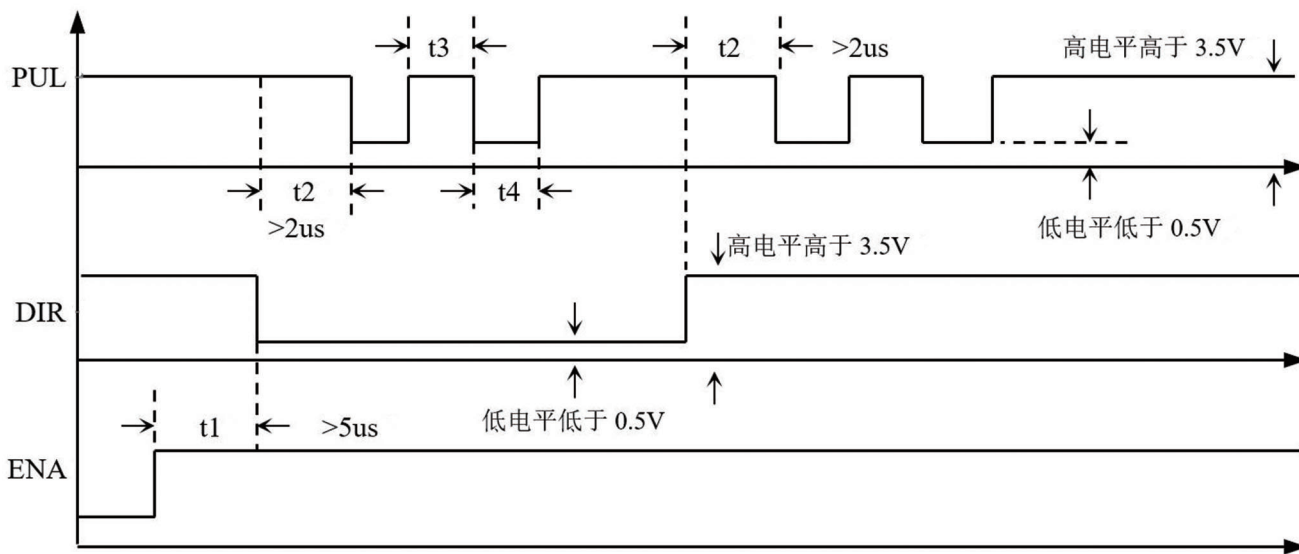 t3
t2
>2us
高电平高于 3.5V
PUL
t2
t4
>2us
低电平低于 0.5V
高电平高于 3.5V
DIR
t1
>5us
低电平低于 0.5V
ENA